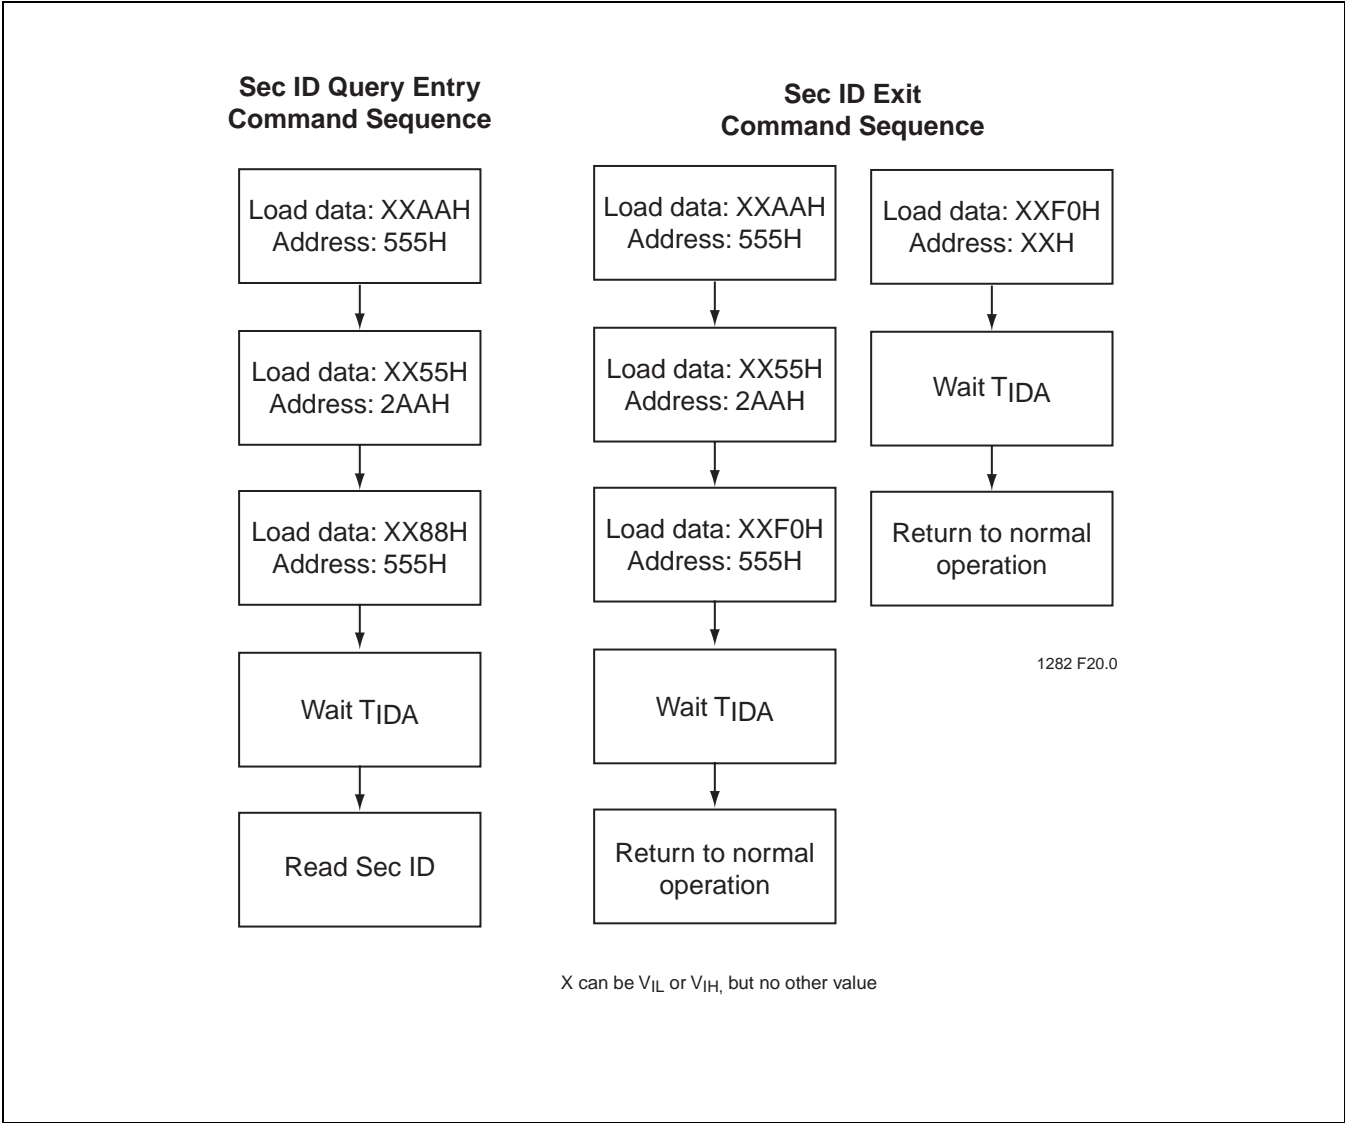 Sec ID Query Entry
Command Sequence
Load data: XXAAH
Address: 555H
Load data: XX55H
Address: 2AAH
Load data: XX88H
Address: 555H
Wait TIDA
Read Sec ID
Sec ID Exit
Command Sequence
Load data: XXAAH
Address: 555H
Load data: XX55H
Address: 2AAH
Load data: XXF0H
Address: 555H
Wait TIDA
Return to normal
operation
Load data: XXF0H
Address: XXH
Wait TIDA
Return to normal
operation
1282 F20.0
X can be VIL or VIH, but no other value